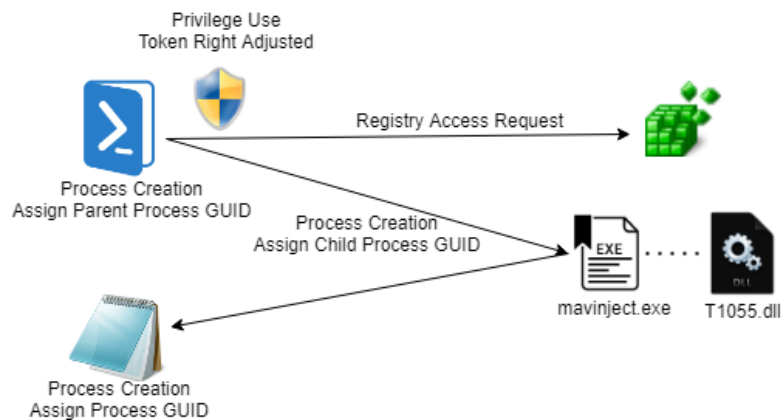 Privilege Use
Token Right Adjusted
Registry Access Request
Process Creation
Assign Parent Process GUID
Process Creation
Assign Child Process GUID
EXE
DLL
mavinject.exe
T1055.dll
Process Creation
Assign Process GUID